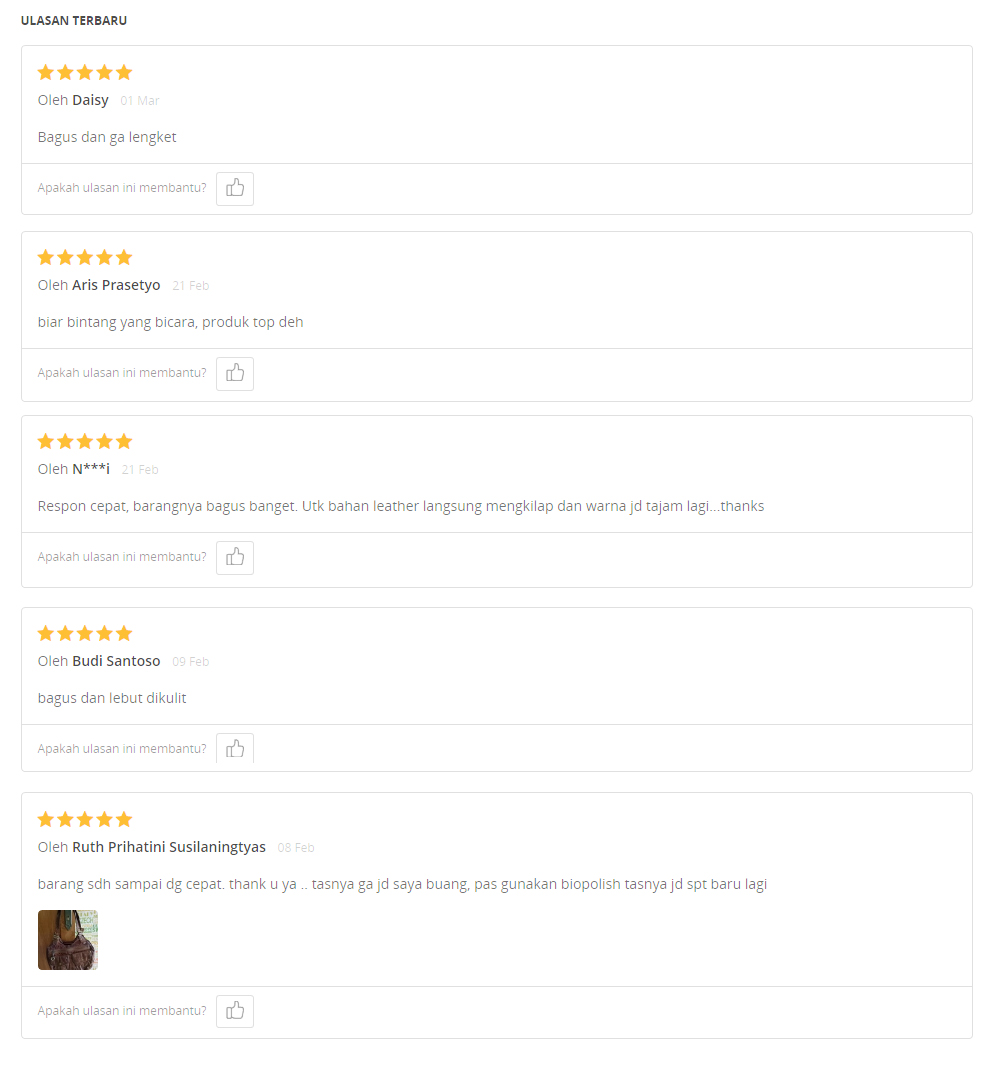 ULASAN TERBARU
Oleh Daisy 01 Mar
Bagus dan ga lengket
Apakah ulasan ini membantu?
Oleh Aris Prasetyo 21 Feb
biar bintang yang bicara, produk top deh
Apakah ulasan ini membantu?
Oleh N***i 21 Feb
Respon cepat, barangnya bagus banget. Utk bahan leather langsung mengkilap dan warna jd tajam lagi...thanks
Apakah ulasan ini membantu?
Oleh Budi Santoso 09 Feb
bagus dan lebut dikulit
Apakah ulasan ini membantu?
Oleh Ruth Prihatini Susilaningtyas 08 Feb
barang sdh sampai dg cepat. thank u ya .. tasnya ga jd saya buang, pas gunakan biopolish tasnya jd spt baru lagi
Apakah ulasan ini membantu?